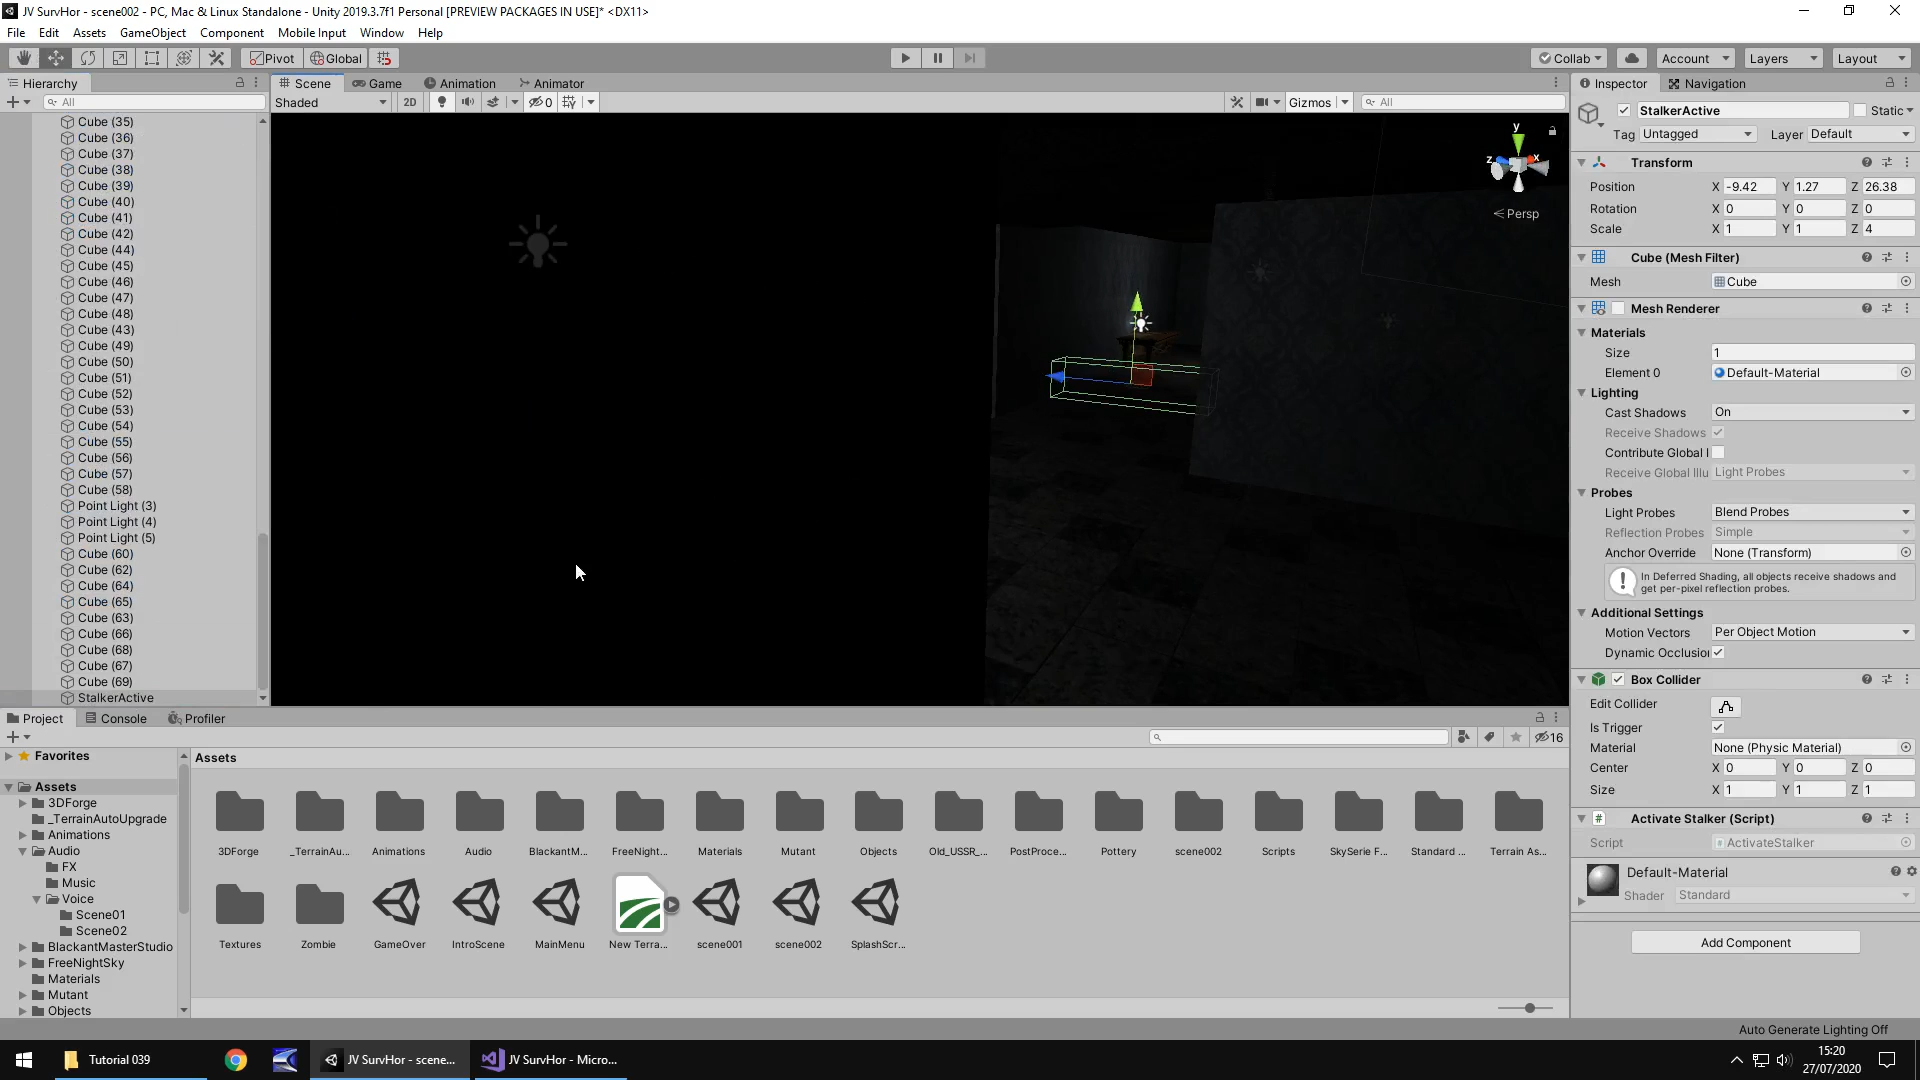 JV SurvHor - scene002 - PC, Mac & Linux Standalone - Unity 2019.3.7f1 Personal [PREVIEW PACKAGES IN USE]* <DX11>
File Edit Assets GameObject Component Mobile Input Window Help
Pivot Global Collab Account Layers Layout
Hierarchy Scene Game Animation Animator Inspector Navigation
All Shaded 2D 0 Gizmos All
StalkerActive Static
Tag Untagged Layer Default
Transform
Position X -9.42 Y 1.27 Z 26.38
Rotation X 0 Y 0 Z 0
Scale X 1 Y 1 Z 4
Cube (Mesh Filter)
Mesh Cube
Mesh Renderer
Materials
Size 1
Element 0 Default-Material
Lighting
Cast Shadows On
Receive Shadows
Contribute Global I
Receive Global Illu Light Probes
Probes
Light Probes Blend Probes
Reflection Probes Simple
Anchor Override None (Transform)
In Deferred Shading, all objects receive shadows and
get per-pixel reflection probes.
Additional Settings
Motion Vectors Per Object Motion
Dynamic Occlusio
Box Collider
Edit Collider
Is Trigger
Material None (Physic Material)
Center X 0 Y 0 Z 0
Size X 1 Y 1 Z 1
Activate Stalker (Script)
Script ActivateStalker
Default-Material
Shader Standard
Add Component
y
z x
Persp
Cube (35)
Cube (36)
Cube (37)
Cube (38)
Cube (39)
Cube (40)
Cube (41)
Cube (42)
Cube (44)
Cube (45)
Cube (46)
Cube (47)
Cube (48)
Cube (43)
Cube (49)
Cube (50)
Cube (51)
Cube (52)
Cube (53)
Cube (54)
Cube (55)
Cube (56)
Cube (57)
Cube (58)
Point Light (3)
Point Light (4)
Point Light (5)
Cube (60)
Cube (62)
Cube (64)
Cube (65)
Cube (63)
Cube (66)
Cube (68)
Cube (67)
Cube (69)
StalkerActive
Project Console Profiler
16
Favorites
Assets
3DForge
_TerrainAutoUpgrade
Animations
Audio
FX
Music
Voice
Scene01
Scene02
BlackantMasterStudio
FreeNightSky
Materials
Mutant
Objects
Assets
3DForge _TerrainAu... Animations Audio BlackantM... FreeNight... Materials Mutant Objects Old_USSR_... PostProce... Pottery scene002 Scripts SkySerie F... Standard ... Terrain As...
Textures Zombie GameOver IntroScene MainMenu New Terra... scene001 scene002 SplashScr...
Auto Generate Lighting Off
Tutorial 039 JV SurvHor - scene... JV SurvHor - Micro...
15:20
27/07/2020